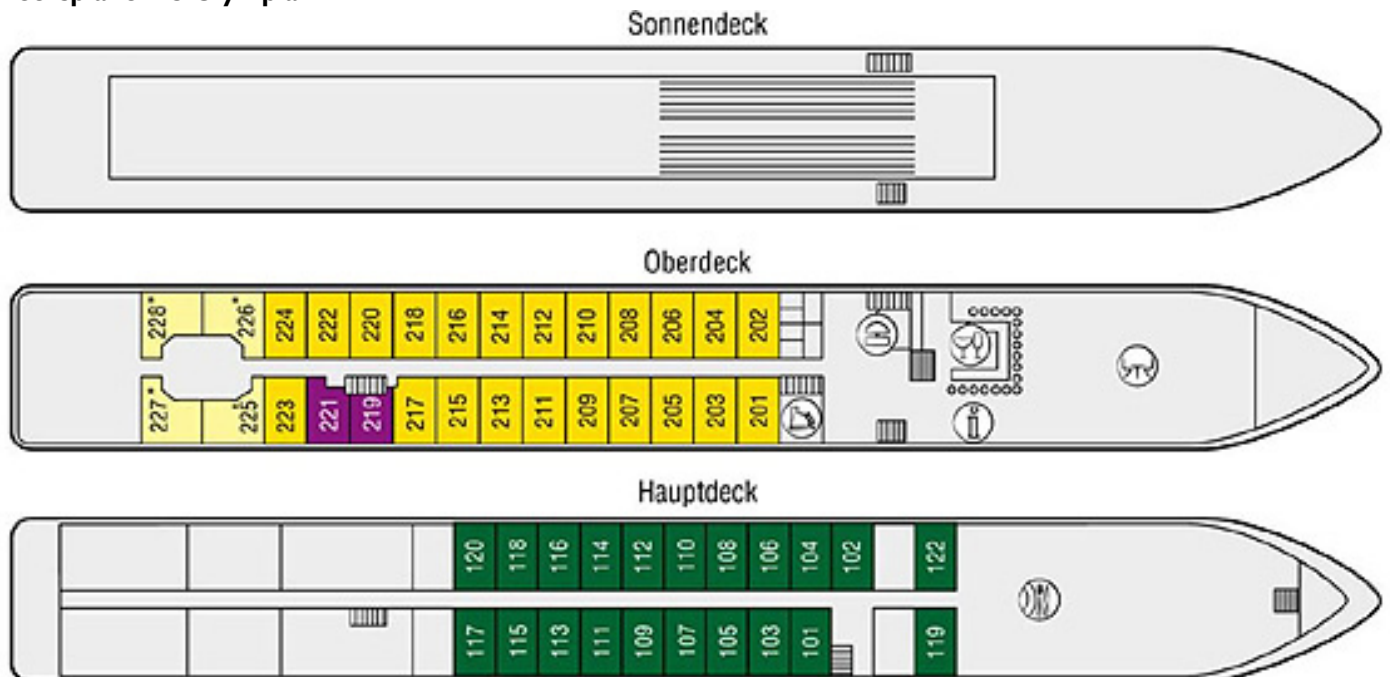 Sonnendeck
Oberdeck
228* 226* 224 222 220 218 216 214 212 210 208 206 204 202
227* 225* 223 221 219 217 215 213 211 209 207 205 203 201
Hauptdeck
120 118 116 114 112 110 108 106 104 102 122
117 115 113 111 109 107 105 103 101 119